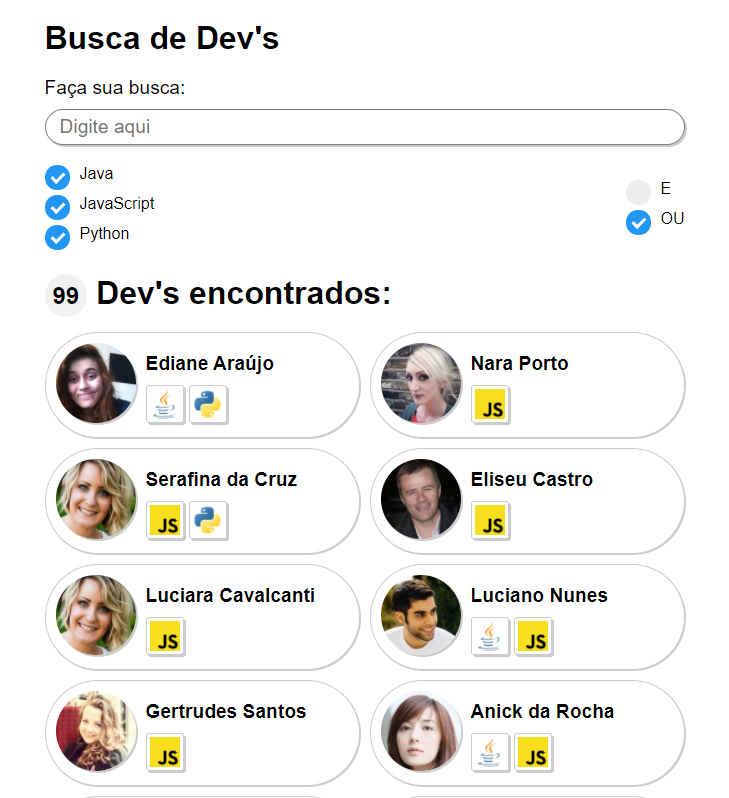 Busca de Dev's
Faça sua busca:
Digite aqui
Java
JavaScript
Python
E
OU
99 Dev's encontrados:
Ediane Araújo
Nara Porto
JS
Serafina da Cruz
JS
Eliseu Castro
JS
Luciara Cavalcanti
JS
Luciano Nunes
JS
Gertrudes Santos
JS
Anick da Rocha
JS